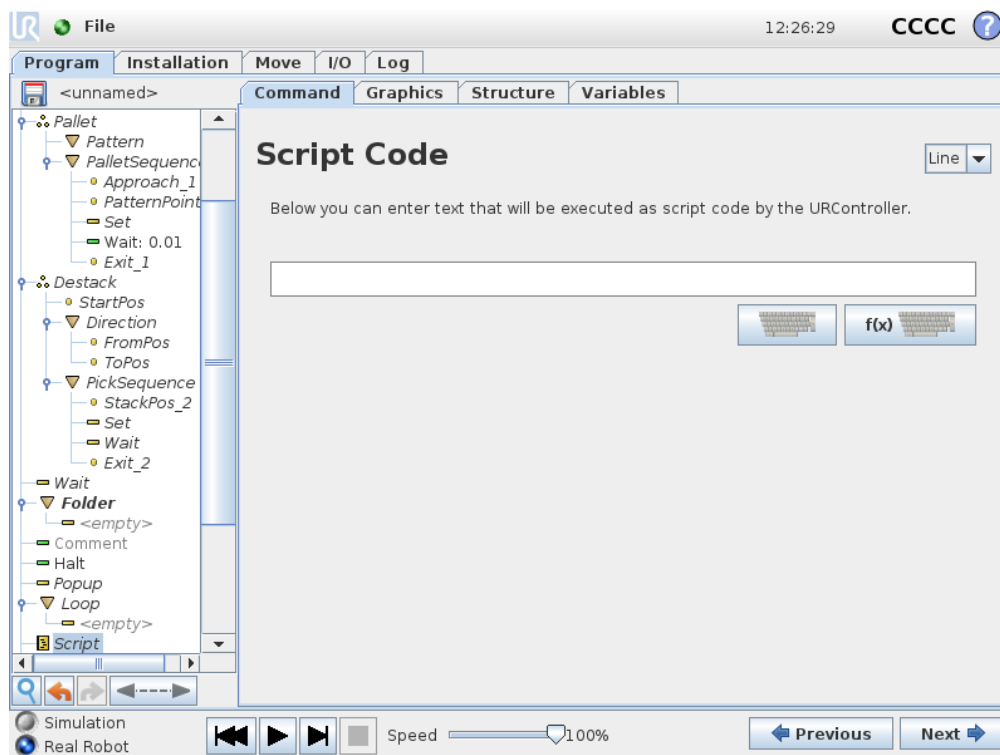 UR File 12:26:29 CCCC ?
Program Installation Move I/O Log
<unnamed> Command Graphics Structure Variables
Pallet
Pattern
PalletSequenc
Approach_1
PatternPoint
Set
Wait: 0.01
Exit_1
Destack
StartPos
Direction
FromPos
ToPos
PickSequence
StackPos_2
Set
Wait
Exit_2
Wait
Folder
<empty>
Comment
Halt
Popup
Loop
<empty>
Script
Script Code
Line
Below you can enter text that will be executed as script code by the URController.
f(x)
Simulation
Real Robot
Speed 100%
Previous Next